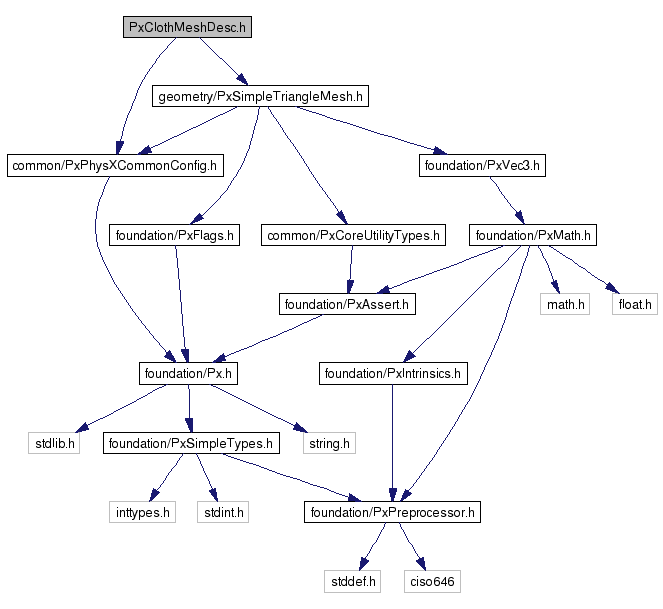 PxClothMeshDesc.h
geometry/PxSimpleTriangleMesh.h
common/PxPhysXCommonConfig.h
foundation/PxVec3.h
foundation/PxFlags.h
common/PxCoreUtilityTypes.h
foundation/PxMath.h
foundation/PxAssert.h
math.h
float.h
foundation/Px.h
foundation/PxIntrinsics.h
stdlib.h
foundation/PxSimpleTypes.h
string.h
inttypes.h
stdint.h
foundation/PxPreprocessor.h
stddef.h
ciso646